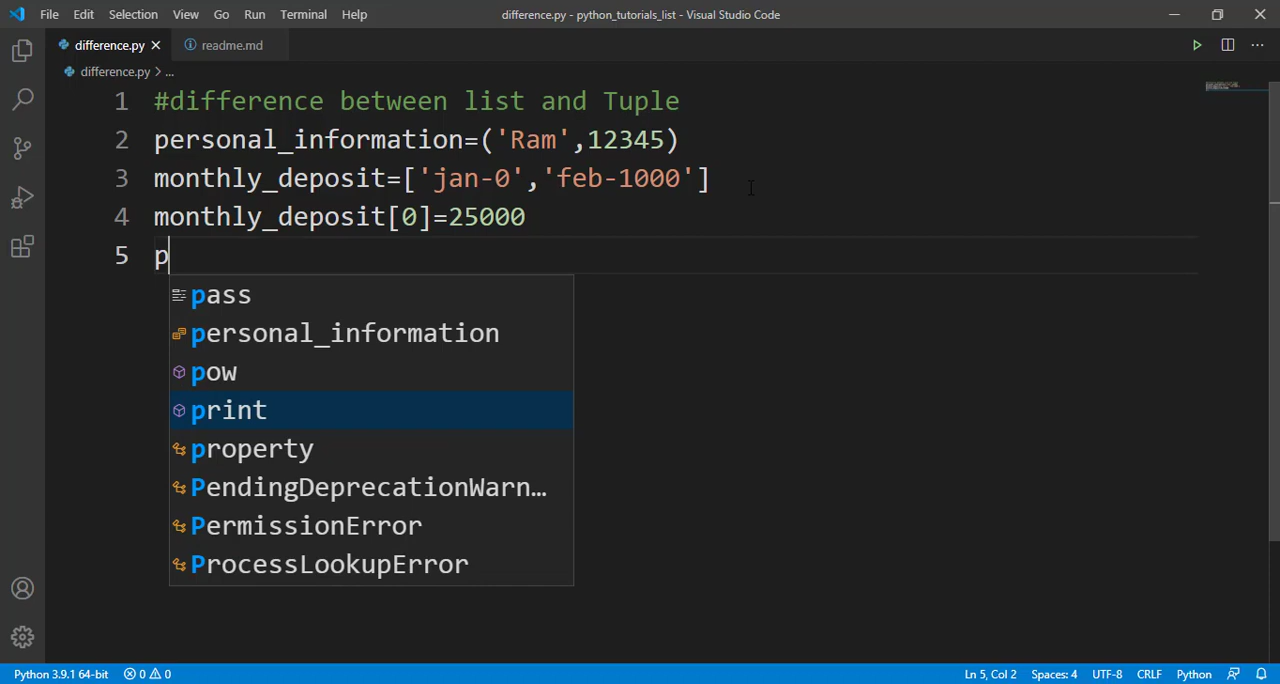 File Edit Selection View Go Run Terminal Help difference.py - python_tutorials_list - Visual Studio Code
difference.py readme.md
difference.py > ...
1 #difference between list and Tuple
2 personal_information=('Ram',12345)
3 monthly_deposit=['jan-0','feb-1000']
4 monthly_deposit[0]=25000
5 p
pass
personal_information
pow
print
property
PendingDeprecationWarn...
PermissionError
ProcessLookupError
Python 3.9.1 64-bit 0 0 Ln 5, Col 2 Spaces: 4 UTF-8 CRLF Python